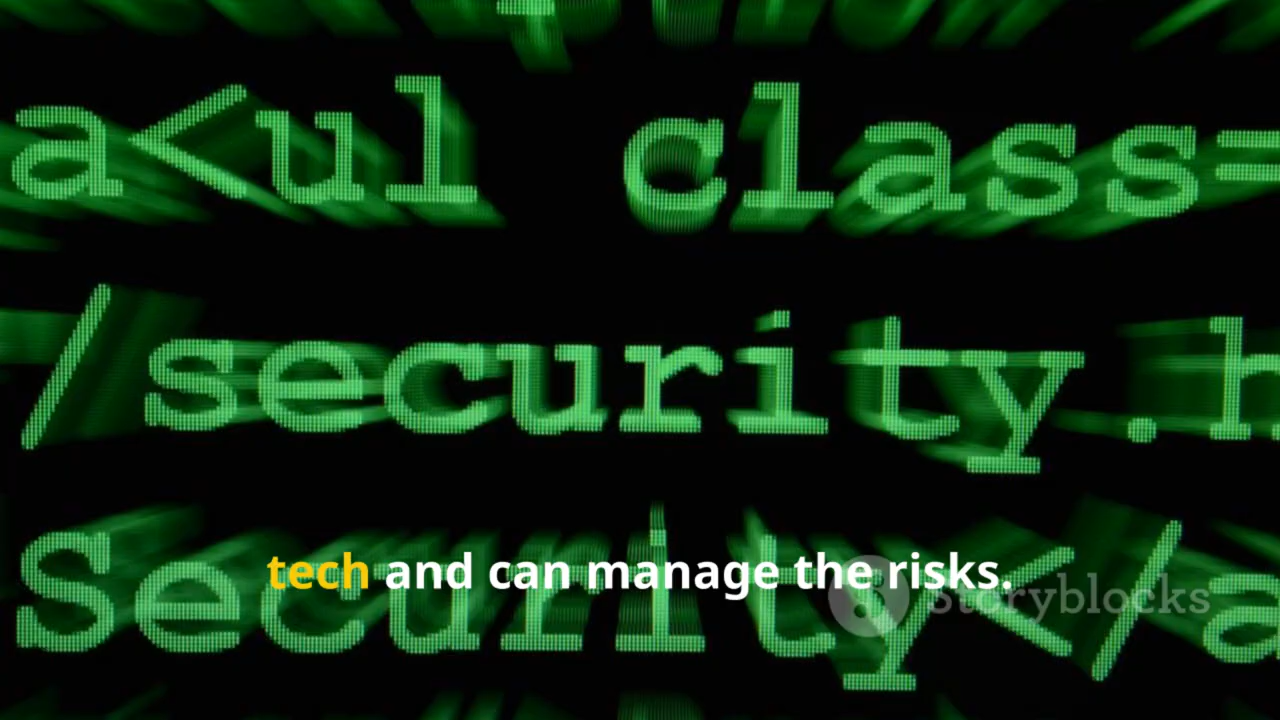 a<ul class=
/security.h
Security</a
tech and can manage the risks.
Storyblocks